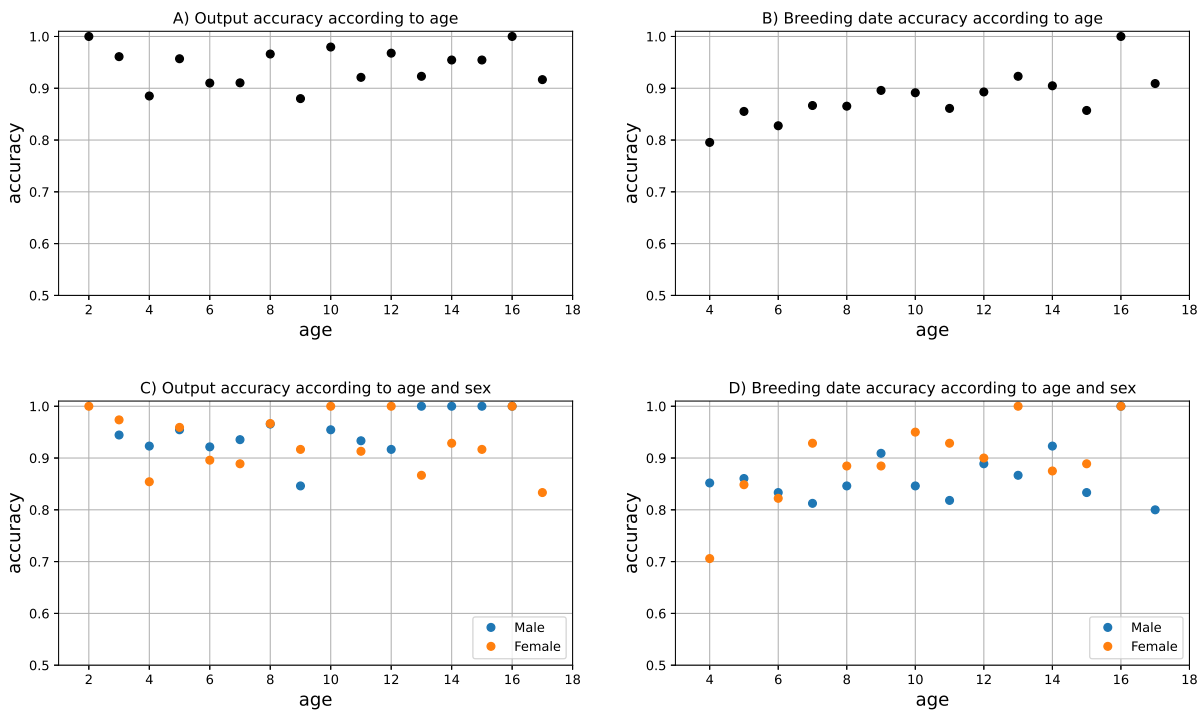 A) Output accuracy according to age
1.0
0.9
0.8
0.7
0.6
0.5
accuracy
2 4 6 8 10 12 14 16 18
age
B) Breeding date accuracy according to age
1.0
0.9
0.8
0.7
0.6
0.5
accuracy
4 6 8 10 12 14 16 18
age
C) Output accuracy according to age and sex
1.0
0.9
0.8
0.7
0.6
0.5
accuracy
Male
Female
2 4 6 8 10 12 14 16 18
age
D) Breeding date accuracy according to age and sex
1.0
0.9
0.8
0.7
0.6
0.5
accuracy
Male
Female
4 6 8 10 12 14 16 18
age